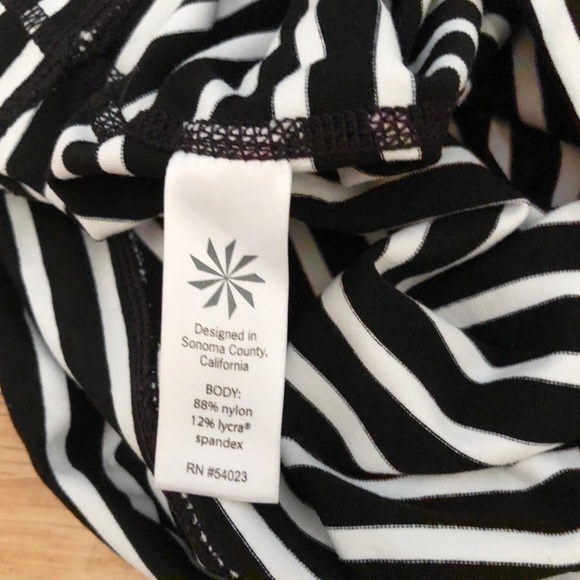 Designed in
Sonoma County,
California
BODY:
88% nylon
12% lycra®
spandex
RN #54023